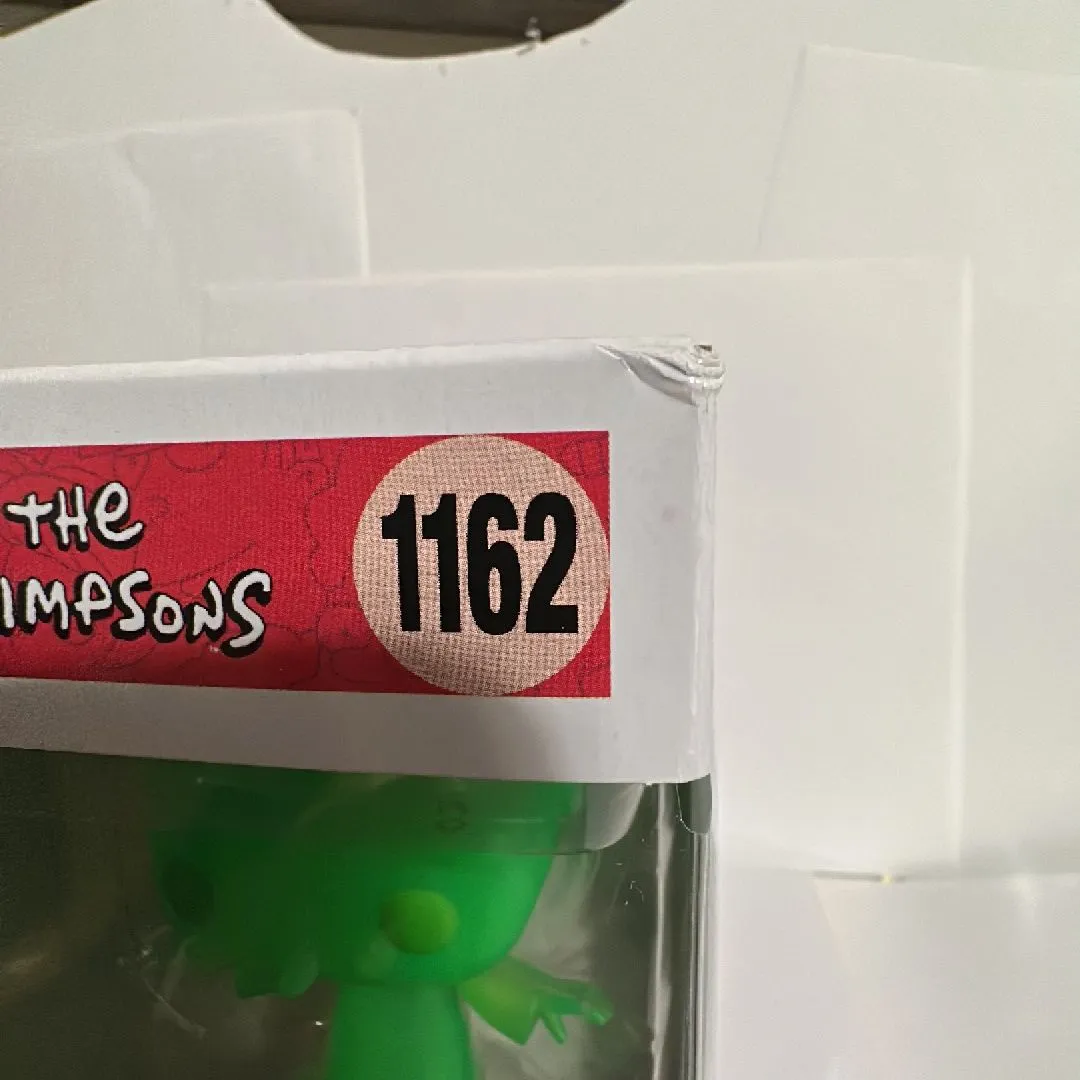 THE
IMPSONS
1162